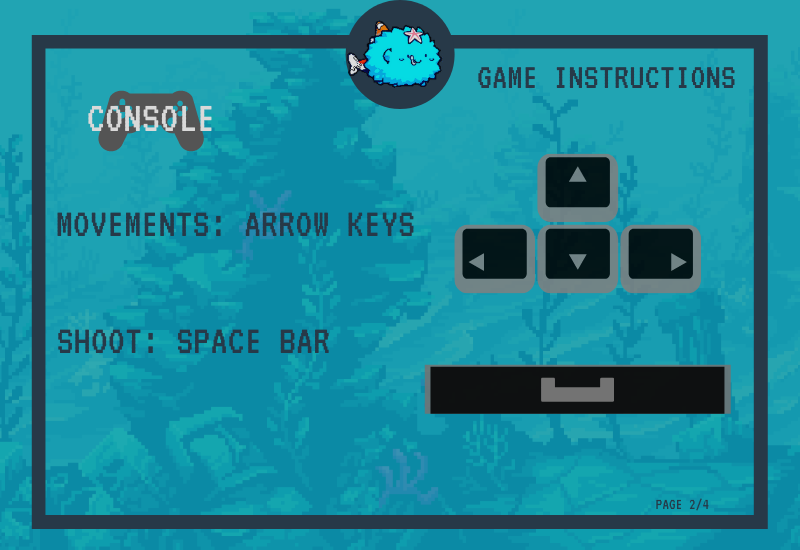 GAME INSTRUCTIONS
CONSOLE
MOVEMENTS: ARROW KEYS
SHOOT: SPACE BAR
PAGE 2/4